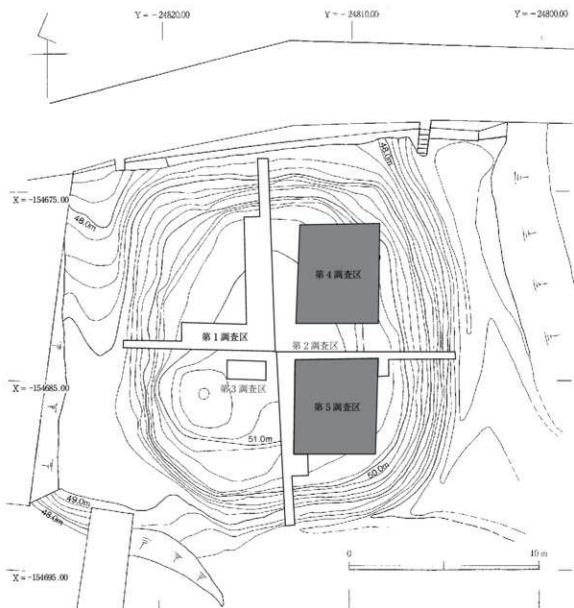 Y = -24820.00
Y = -24810.00
Y = -24800.00
48.0m
X = -154675.00
48.0m
第4調査区
第1調査区
第2調査区
第3調査区
X = -154685.00
第5調査区
51.0m
50.0m
49.0m
48.0m
0
10m
X = -154695.00